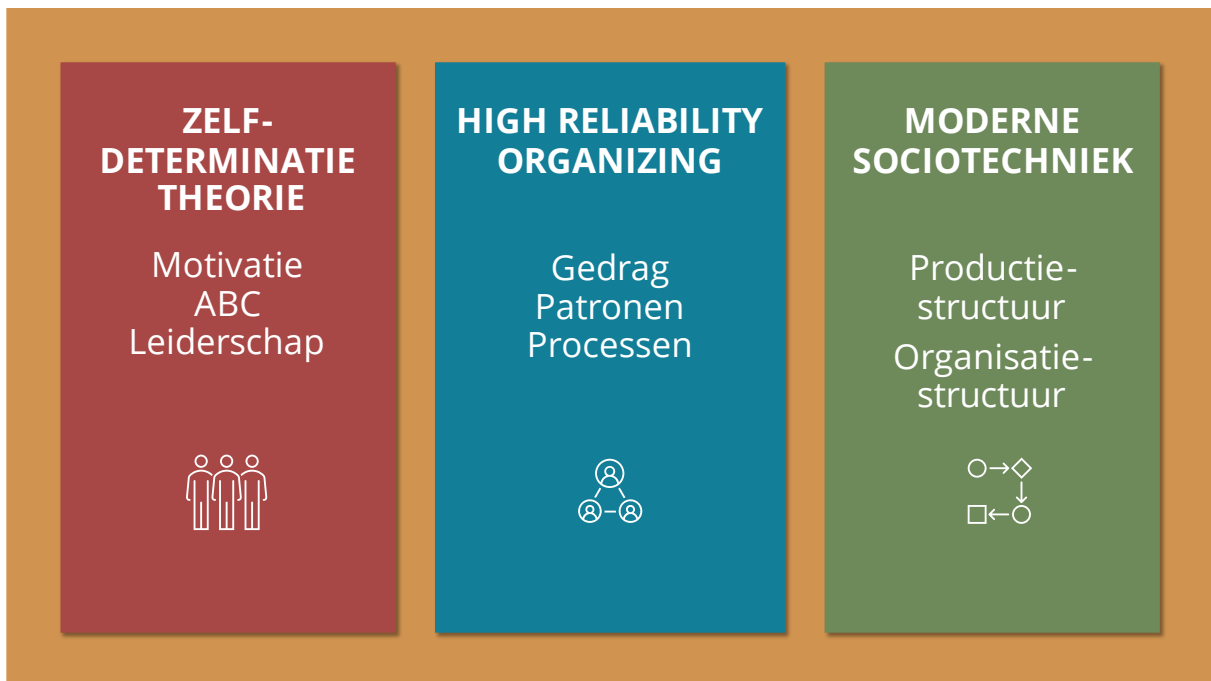 ZELF-
DETERMINATIE
THEORIE
Motivatie
ABC
Leiderschap
HIGH RELIABILITY
ORGANIZING
Gedrag
Patronen
Processen
MODERNE
SOCIOTECHNIEK
Productie-
structuur
Organisatie-
structuur